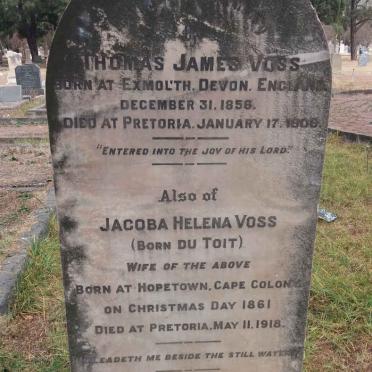 THOMAS JAMES VOSS
BORN AT EXMO'TH, DEVON, ENGLAND
DECEMBER 31. 1856.
DIED AT PRETORIA, JANUARY 17. 1906.
"ENTERED INTO THE JOY OF HIS LORD."
Also of
JACOBA HELENA VOSS
(BORN DU TOIT)
WIFE OF THE ABOVE
BORN AT HOPETOWN, CAPE COLONY
ON CHRISTMAS DAY 1861
DIED AT PRETORIA, MAY 11. 1918.
LEADETH ME BESIDE THE STILL WATERS